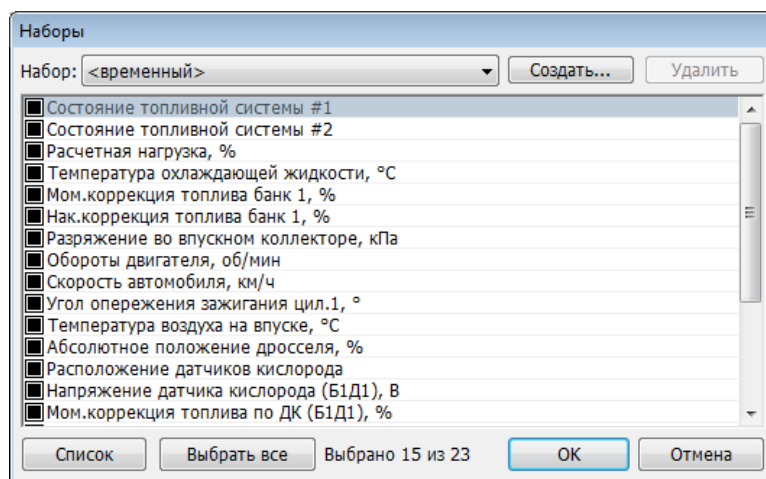 Наборы
Набор: <временный> Создать... Удалить
Состояние топливной системы #1
Состояние топливной системы #2
Расчетная нагрузка, %
Температура охлаждающей жидкости, °C
Мом.коррекция топлива банк 1, %
Нак.коррекция топлива банк 1, %
Разряжение во впускном коллекторе, кПа
Обороты двигателя, об/мин
Скорость автомобиля, км/ч
Угол опережения зажигания цил.1, °
Температура воздуха на впуске, °C
Абсолютное положение дросселя, %
Расположение датчиков кислорода
Напряжение датчика кислорода (Б1Д1), В
Мом.коррекция топлива по ДК (Б1Д1), %
Список Выбрать все Выбрано 15 из 23 OK Отмена